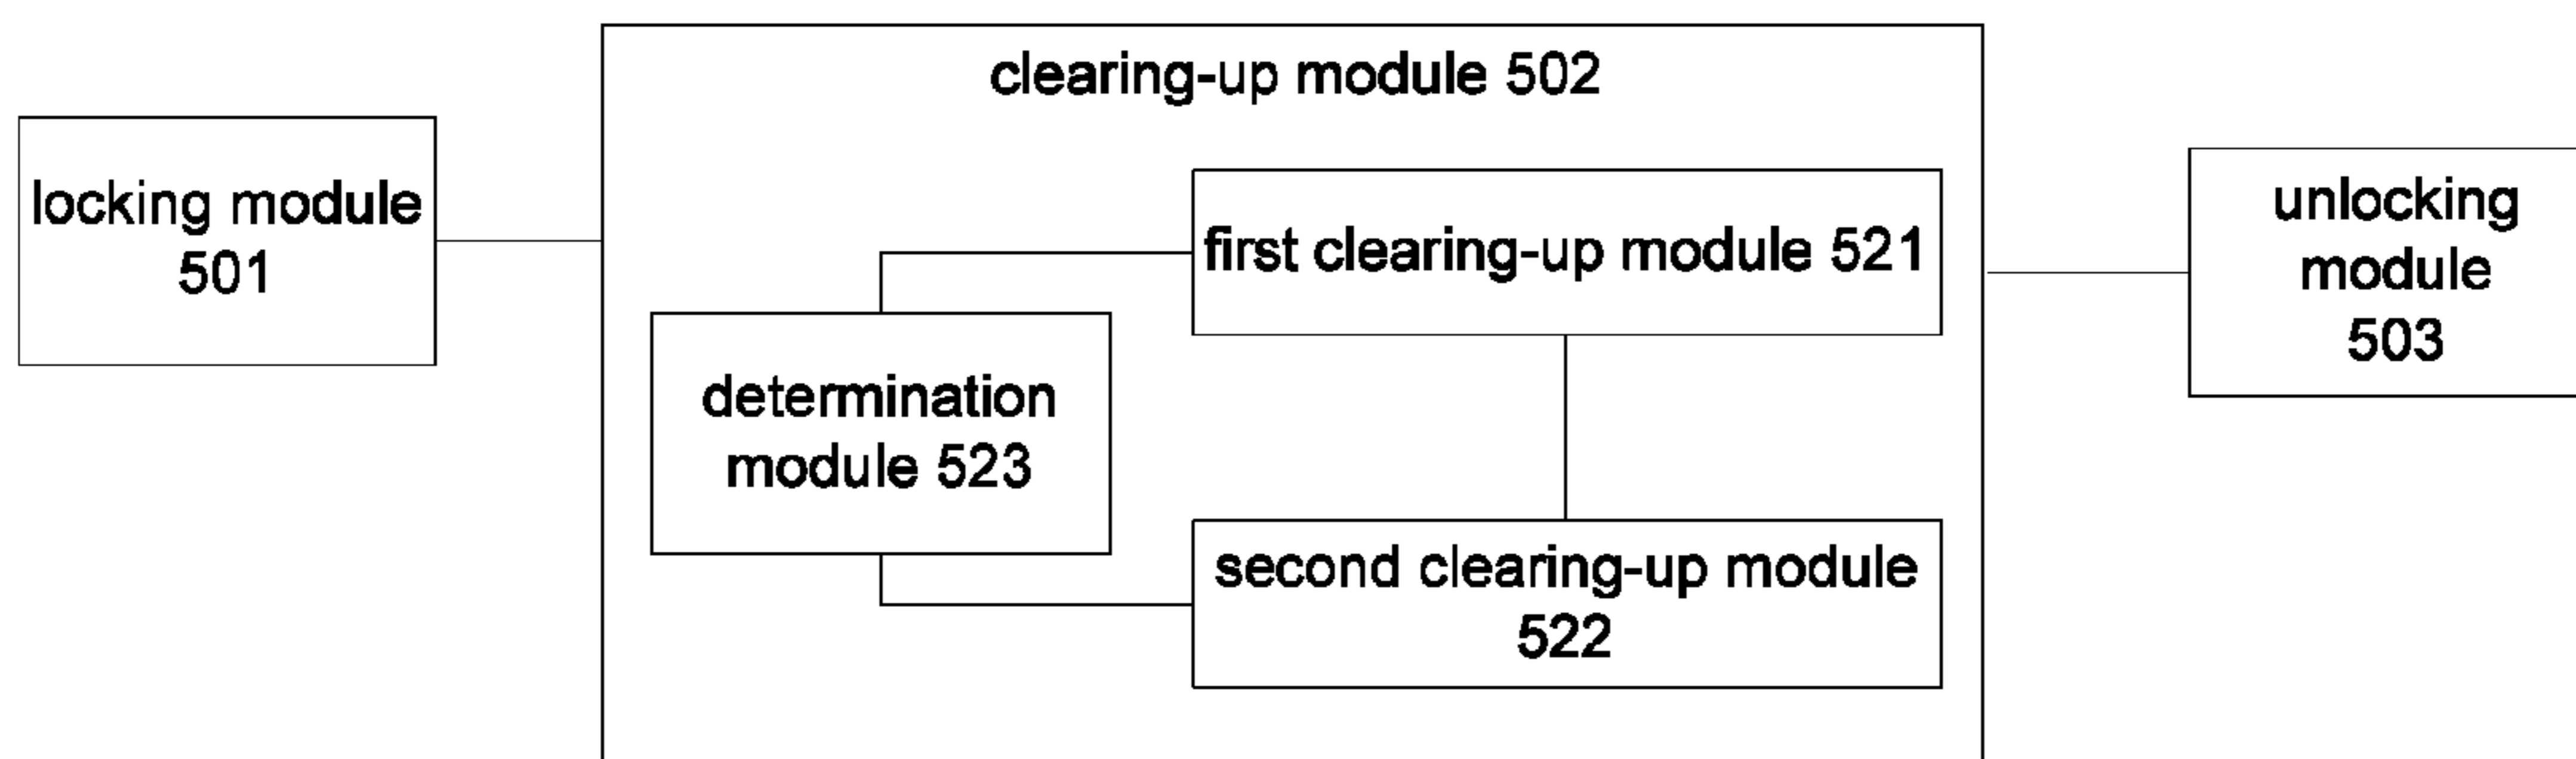 clearing-up module 502
locking module
501
first clearing-up module 521
unlocking
module
503
determination
module 523
second clearing-up module
522